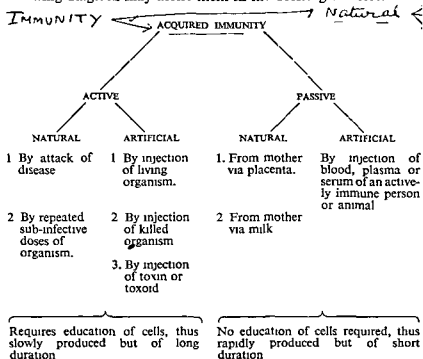 IMMUNITY Natural
ACQUIRED IMMUNITY
ACTIVE PASSIVE
NATURAL ARTIFICIAL NATURAL ARTIFICIAL
1 By attack of disease
2 By repeated sub-infective doses of organism.
1 By injection of living organism.
2 By injection of killed organism
3. By injection of toxin or toxoid
1. From mother via placenta.
2 From mother via milk
By injection of blood, plasma or serum of an active-
ly immune person or animal
Requires education of cells, thus
slowly produced but of long
duration
No education of cells required, thus
rapidly produced but of short
duration